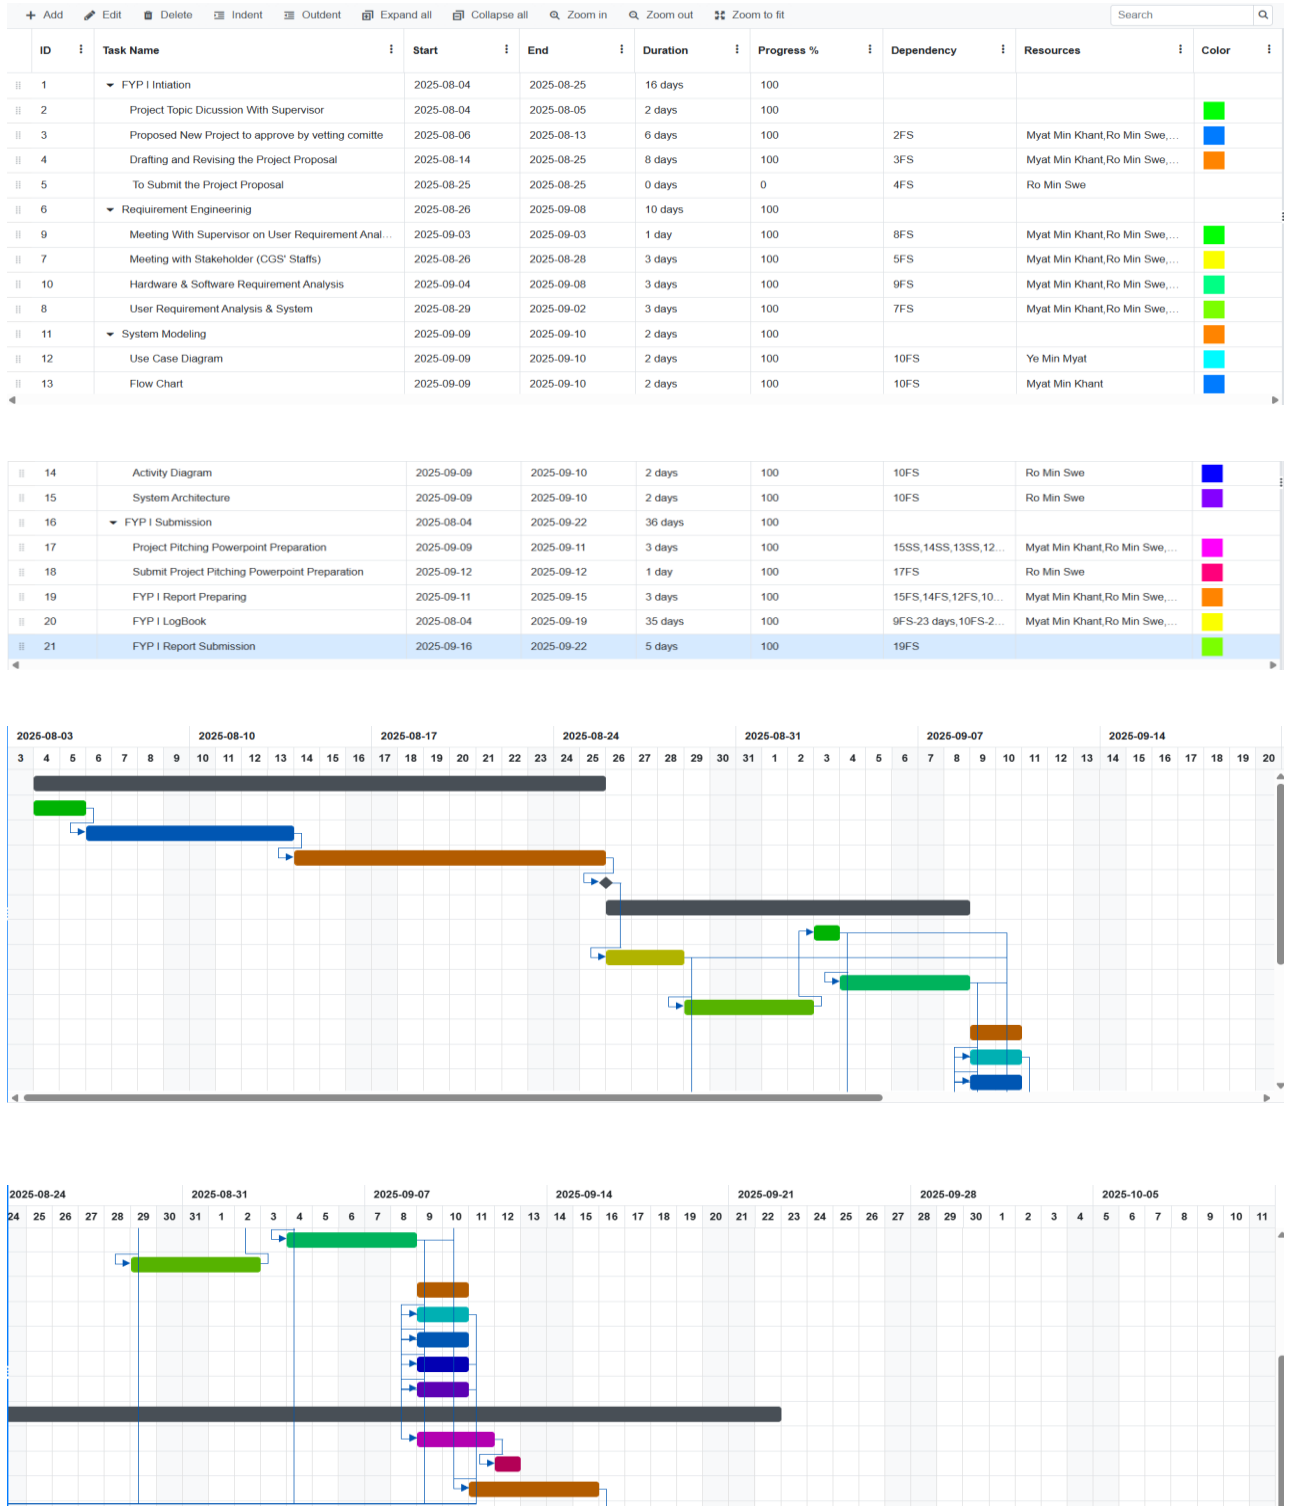 Add Edit Delete Indent Outdent Expand all Collapse all Zoom in Zoom out Zoom to fit Search
ID Task Name Start End Duration Progress % Dependency Resources Color
1 FYP I Intiation 2025-08-04 2025-08-25 16 days 100
2 Project Topic Dicussion With Supervisor 2025-08-04 2025-08-05 2 days 100
3 Proposed New Project to approve by vetting comitte 2025-08-06 2025-08-13 6 days 100 2FS Myat Min Khant,Ro Min Swe,...
4 Drafting and Revising the Project Proposal 2025-08-14 2025-08-25 8 days 100 3FS Myat Min Khant,Ro Min Swe,...
5 To Submit the Project Proposal 2025-08-25 2025-08-25 0 days 0 4FS Ro Min Swe
6 Reqiuirement Engineerinig 2025-08-26 2025-09-08 10 days 100
9 Meeting With Supervisor on User Requirement Anal... 2025-09-03 2025-09-03 1 day 100 8FS Myat Min Khant,Ro Min Swe,...
7 Meeting with Stakeholder (CGS' Staffs) 2025-08-26 2025-08-28 3 days 100 5FS Myat Min Khant,Ro Min Swe,...
10 Hardware & Software Requirement Analysis 2025-09-04 2025-09-08 3 days 100 9FS Myat Min Khant,Ro Min Swe,...
8 User Requirement Analysis & System 2025-08-29 2025-09-02 3 days 100 7FS Myat Min Khant,Ro Min Swe,...
11 System Modeling 2025-09-09 2025-09-10 2 days 100
12 Use Case Diagram 2025-09-09 2025-09-10 2 days 100 10FS Ye Min Myat
13 Flow Chart 2025-09-09 2025-09-10 2 days 100 10FS Myat Min Khant
14 Activity Diagram 2025-09-09 2025-09-10 2 days 100 10FS Ro Min Swe
15 System Architecture 2025-09-09 2025-09-10 2 days 100 10FS Ro Min Swe
16 FYP I Submission 2025-08-04 2025-09-22 36 days 100
17 Project Pitching Powerpoint Preparation 2025-09-09 2025-09-11 3 days 100 15SS,14SS,13SS,12... Myat Min Khant,Ro Min Swe,...
18 Submit Project Pitching Powerpoint Preparation 2025-09-12 2025-09-12 1 day 100 17FS Ro Min Swe
19 FYP I Report Preparing 2025-09-11 2025-09-15 3 days 100 15FS,14FS,12FS,10... Myat Min Khant,Ro Min Swe,...
20 FYP I LogBook 2025-08-04 2025-09-19 35 days 100 9FS-23 days,10FS-2... Myat Min Khant,Ro Min Swe,...
21 FYP I Report Submission 2025-09-16 2025-09-22 5 days 100 19FS
2025-08-03 2025-08-10 2025-08-17 2025-08-24 2025-08-31 2025-09-07 2025-09-14
3 4 5 6 7 8 9 10 11 12 13 14 15 16 17 18 19 20 21 22 23 24 25 26 27 28 29 30 31 1 2 3 4 5 6 7 8 9 10 11 12 13 14 15 16 17 18 19 20
2025-08-24 2025-08-31 2025-09-07 2025-09-14 2025-09-21 2025-09-28 2025-10-05
24 25 26 27 28 29 30 31 1 2 3 4 5 6 7 8 9 10 11 12 13 14 15 16 17 18 19 20 21 22 23 24 25 26 27 28 29 30 1 2 3 4 5 6 7 8 9 10 11